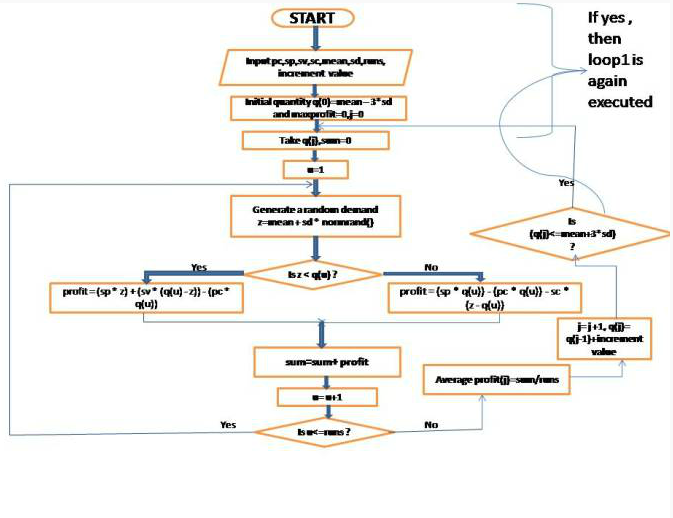 START
If yes ,
then
loop1 is
again
executed
Input pc,sp,sv,sc,mean,sd,runs,
increment value
Initial quantity q(0)=mean – 3*sd
and maxprofit=0,j=0
Take q(j),sum=0
u=1
Generate a random demand
z=mean + sd * normrand()
Is z < q(u) ?
Yes
No
profit = (sp * z) + (sv * (q(u) - z)) - (pc *
q(u))
profit = (sp * q(u)) - (pc * q(u)) - sc *
(z - q(u))
sum=sum+ profit
u= u+1
Is u<=runs ?
Yes
No
Average profit(j)=sum/runs
j=j+1, q(j)=
q(j-1)+increment
value
Is
(q(j)<=mean+3*sd)
?
Yes